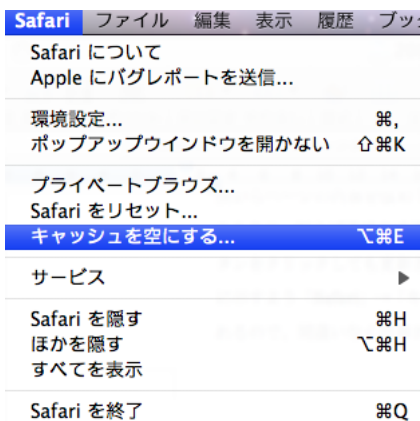 Safari ファイル 編集 表示 履歴
Safari について
Apple にバグレポートを送信...
環境設定... ⌘,
ポップアップウインドウを開かない ⇧⌘K
プライベートブラウズ...
Safari をリセット...
キャッシュを空にする... ⌥⌘E
サービス ▶
Safari を隠す ⌘H
ほかを隠す ⌥⌘H
すべてを表示
Safari を終了 ⌘Q